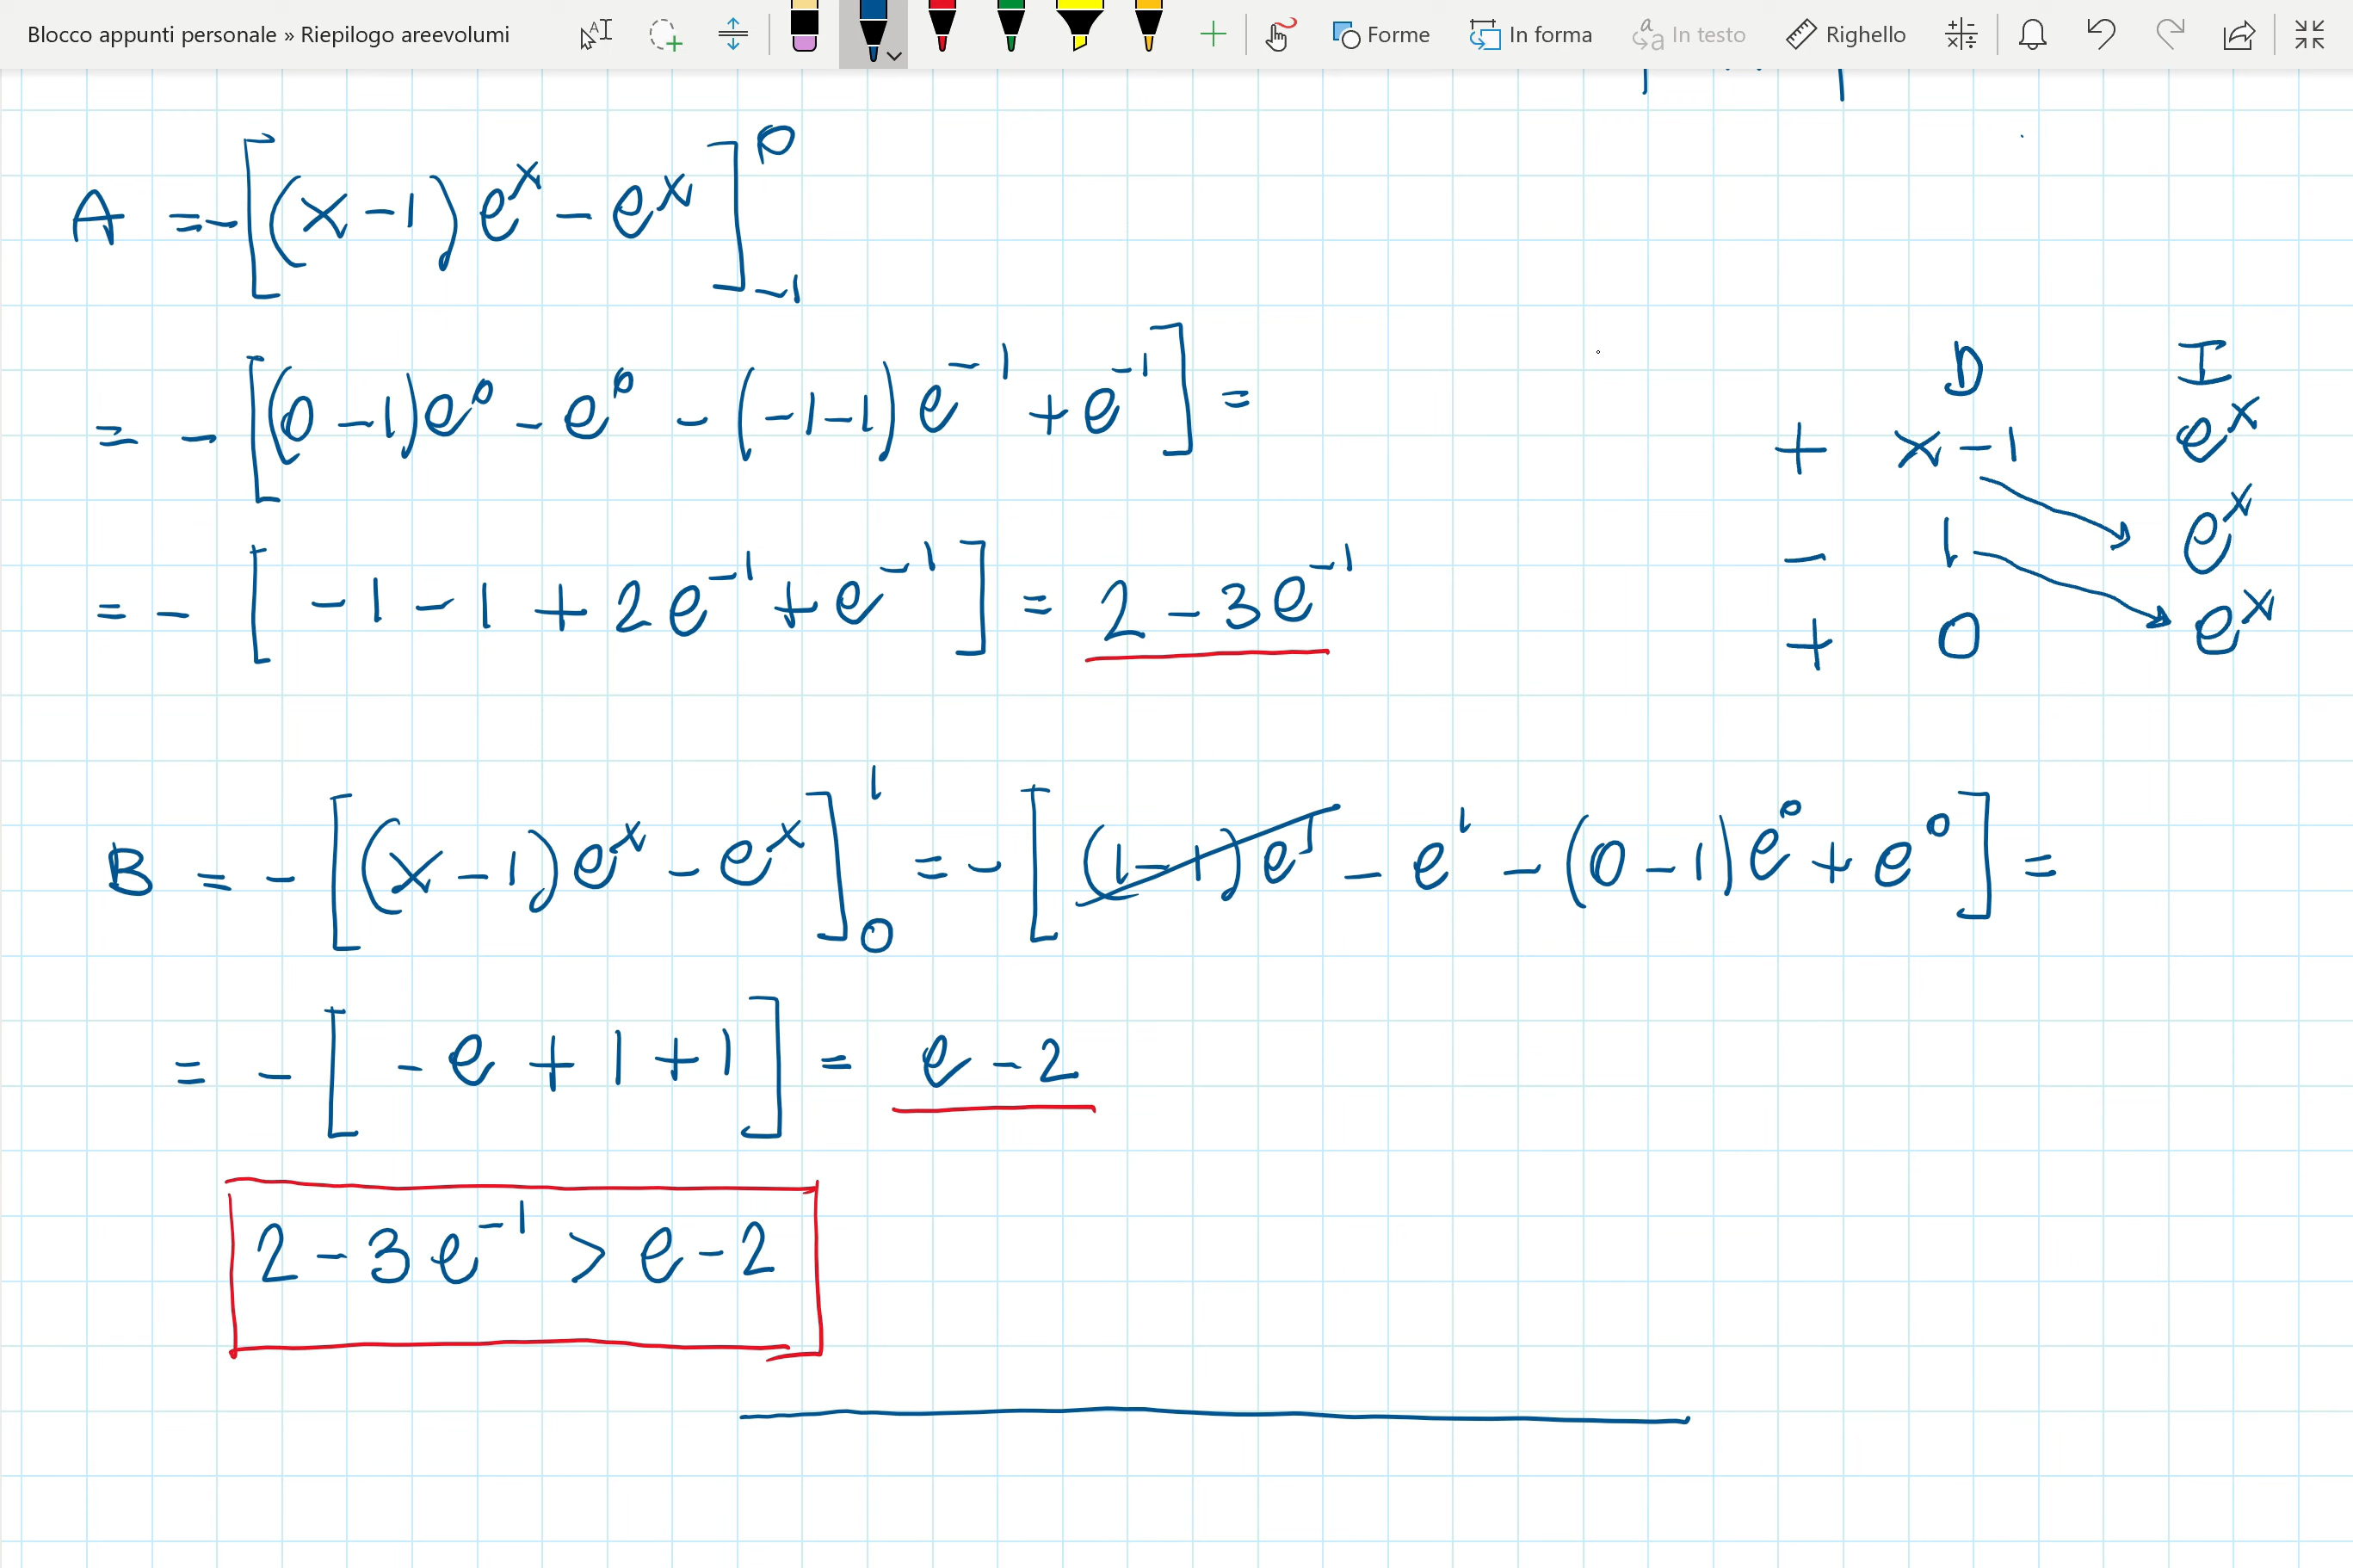 Blocco appunti personale » Riepilogo areevolumi Forme In forma In testo Righello
A = -[(x-1)e^x - e^x]_{-1}^{0}
= -[(0-1)e^0 - e^0 - (-1-1)e^{-1} + e^{-1}] =
= -[-1-1+2e^{-1}+e^{-1}] = 2-3e^{-1}
D I
+ x-1 e^x
- 1 e^x
+ 0 e^x
B = -[(x-1)e^x - e^x]_{0}^{1} = -[(1-1)e^1 - e^1 - (0-1)e^0 + e^0] =
= -[-e+1+1] = e-2
2-3e^{-1} > e-2